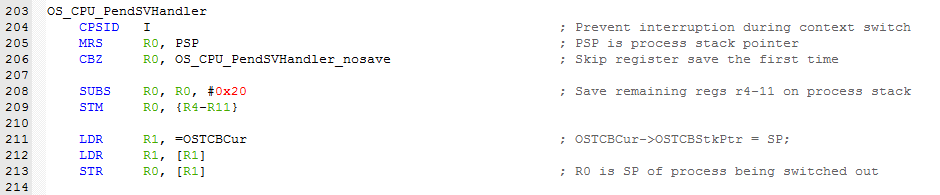 203 OS_CPU_PendSVHandler
204 CPSID I ; Prevent interruption during context switch
205 MRS R0, PSP ; PSP is process stack pointer
206 CBZ R0, OS_CPU_PendSVHandler_nosave ; Skip register save the first time
207
208 SUBS R0, R0, #0x20 ; Save remaining regs r4-11 on process stack
209 STM R0, {R4-R11}
210
211 LDR R1, =OSTCBCur ; OSTCBCur->OSTCBStkPtr = SP;
212 LDR R1, [R1]
213 STR R0, [R1] ; R0 is SP of process being switched out
214